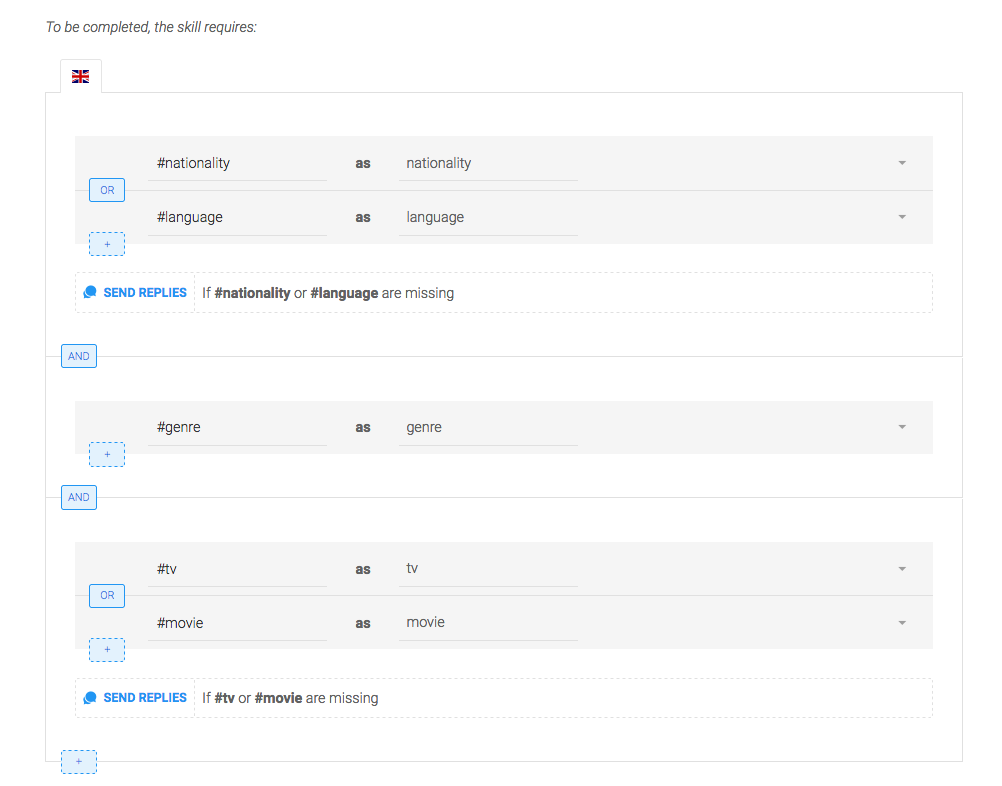 To be completed, the skill requires:
#nationality as nationality
OR
#language as language
+
SEND REPLIES If #nationality or #language are missing
AND
#genre as genre
+
AND
#tv as tv
OR
#movie as movie
+
SEND REPLIES If #tv or #movie are missing
+